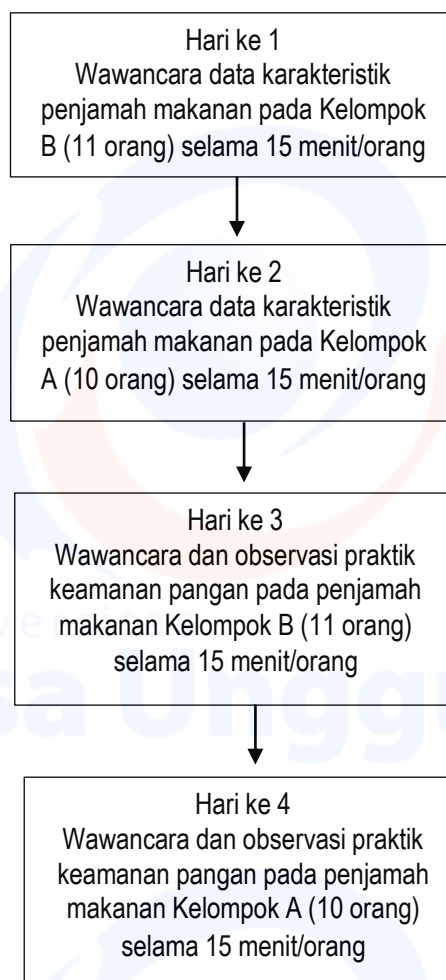 Hari ke 1
Wawancara data karakteristik
penjamah makanan pada Kelompok
B (11 orang) selama 15 menit/orang
Hari ke 2
Wawancara data karakteristik
penjamah makanan pada Kelompok
A (10 orang) selama 15 menit/orang
Hari ke 3
Wawancara dan observasi praktik
keamanan pangan pada penjamah
makanan Kelompok B (11 orang)
selama 15 menit/orang
Hari ke 4
Wawancara dan observasi praktik
keamanan pangan pada penjamah
makanan Kelompok A (10 orang)
selama 15 menit/orang